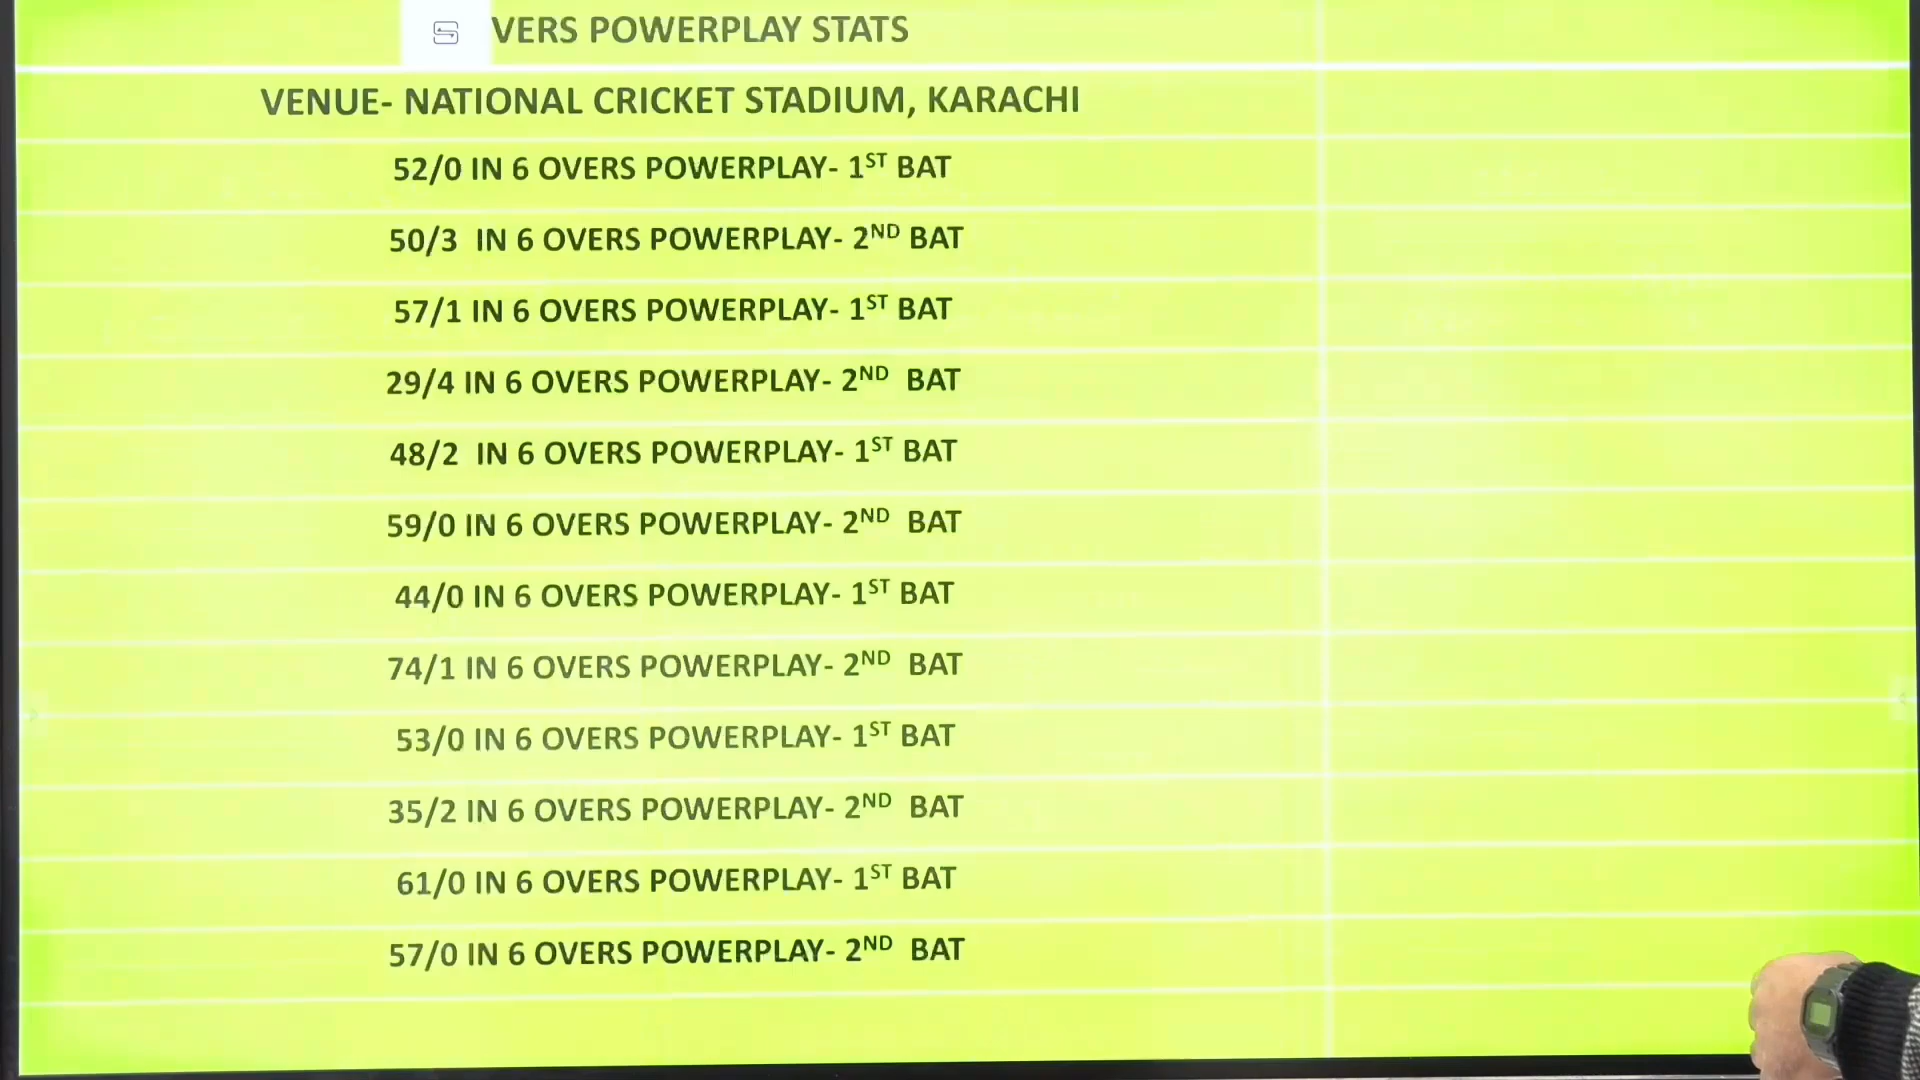 VERS POWERPLAY STATS
VENUE- NATIONAL CRICKET STADIUM, KARACHI
52/0 IN 6 OVERS POWERPLAY- 1ST BAT
50/3 IN 6 OVERS POWERPLAY- 2ND BAT
57/1 IN 6 OVERS POWERPLAY- 1ST BAT
29/4 IN 6 OVERS POWERPLAY- 2ND BAT
48/2 IN 6 OVERS POWERPLAY- 1ST BAT
59/0 IN 6 OVERS POWERPLAY- 2ND BAT
44/0 IN 6 OVERS POWERPLAY- 1ST BAT
74/1 IN 6 OVERS POWERPLAY- 2ND BAT
53/0 IN 6 OVERS POWERPLAY- 1ST BAT
35/2 IN 6 OVERS POWERPLAY- 2ND BAT
61/0 IN 6 OVERS POWERPLAY- 1ST BAT
57/0 IN 6 OVERS POWERPLAY- 2ND BAT